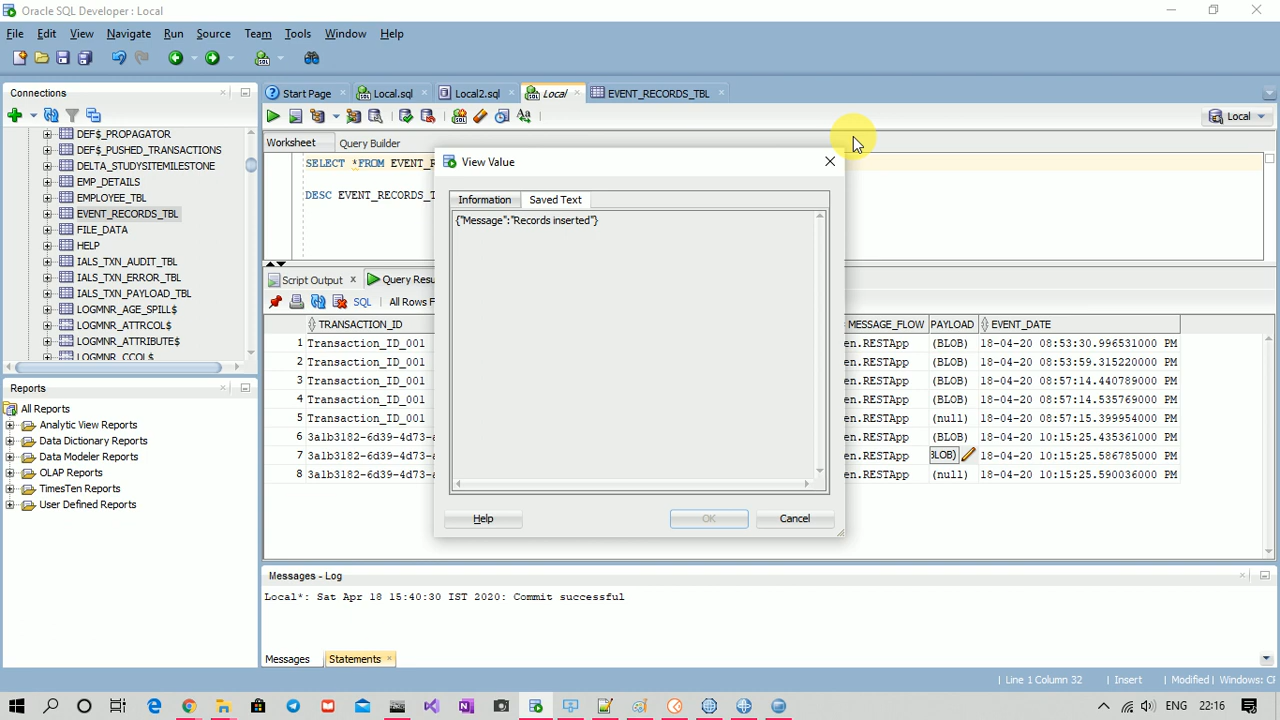 Oracle SQL Developer : Local
File Edit View Navigate Run Source Team Tools Window Help
Connections
DEF$_PROPAGATOR
DEF$_PUSHED_TRANSACTIONS
DELTA_STUDYSITEMILESTONE
EMP_DETAILS
EMPLOYEE_TBL
EVENT_RECORDS_TBL
FILE_DATA
HELP
IALS_TXN_AUDIT_TBL
IALS_TXN_ERROR_TBL
IALS_TXN_PAYLOAD_TBL
LOGMNR_AGE_SPILL$
LOGMNR_ATTRCOL$
LOGMNR_ATTRIBUTE$
LOGMNR_CCOL$
Reports
All Reports
Analytic View Reports
Data Dictionary Reports
Data Modeler Reports
OLAP Reports
TimesTen Reports
User Defined Reports
Start Page Local.sql Local2.sql Local EVENT_RECORDS_TBL
Local
Worksheet Query Builder
SELECT *FROM EVENT_R
DESC EVENT_RECORDS_T
View Value
Information Saved Text
{"Message":"Records inserted"}
Help OK Cancel
Script Output Query Resu
SQL All Rows F
TRANSACTION_ID MESSAGE_FLOW PAYLOAD EVENT_DATE
1 Transaction_ID_001 en.RESTApp (BLOB) 18-04-20 08:53:30.996531000 PM
2 Transaction_ID_001 en.RESTApp (BLOB) 18-04-20 08:53:59.315220000 PM
3 Transaction_ID_001 en.RESTApp (BLOB) 18-04-20 08:57:14.440789000 PM
4 Transaction_ID_001 en.RESTApp (BLOB) 18-04-20 08:57:14.535769000 PM
5 Transaction_ID_001 en.RESTApp (null) 18-04-20 08:57:15.399954000 PM
6 3a1b3182-6d39-4d73-a en.RESTApp (BLOB) 18-04-20 10:15:25.435361000 PM
7 3a1b3182-6d39-4d73-a en.RESTApp BLOB) 18-04-20 10:15:25.586785000 PM
8 3a1b3182-6d39-4d73-a en.RESTApp (null) 18-04-20 10:15:25.590036000 PM
Messages - Log
Local*: Sat Apr 18 15:40:30 IST 2020: Commit successful
Messages Statements
Line 1 Column 32 Insert Modified Windows: CF
ENG 22:16